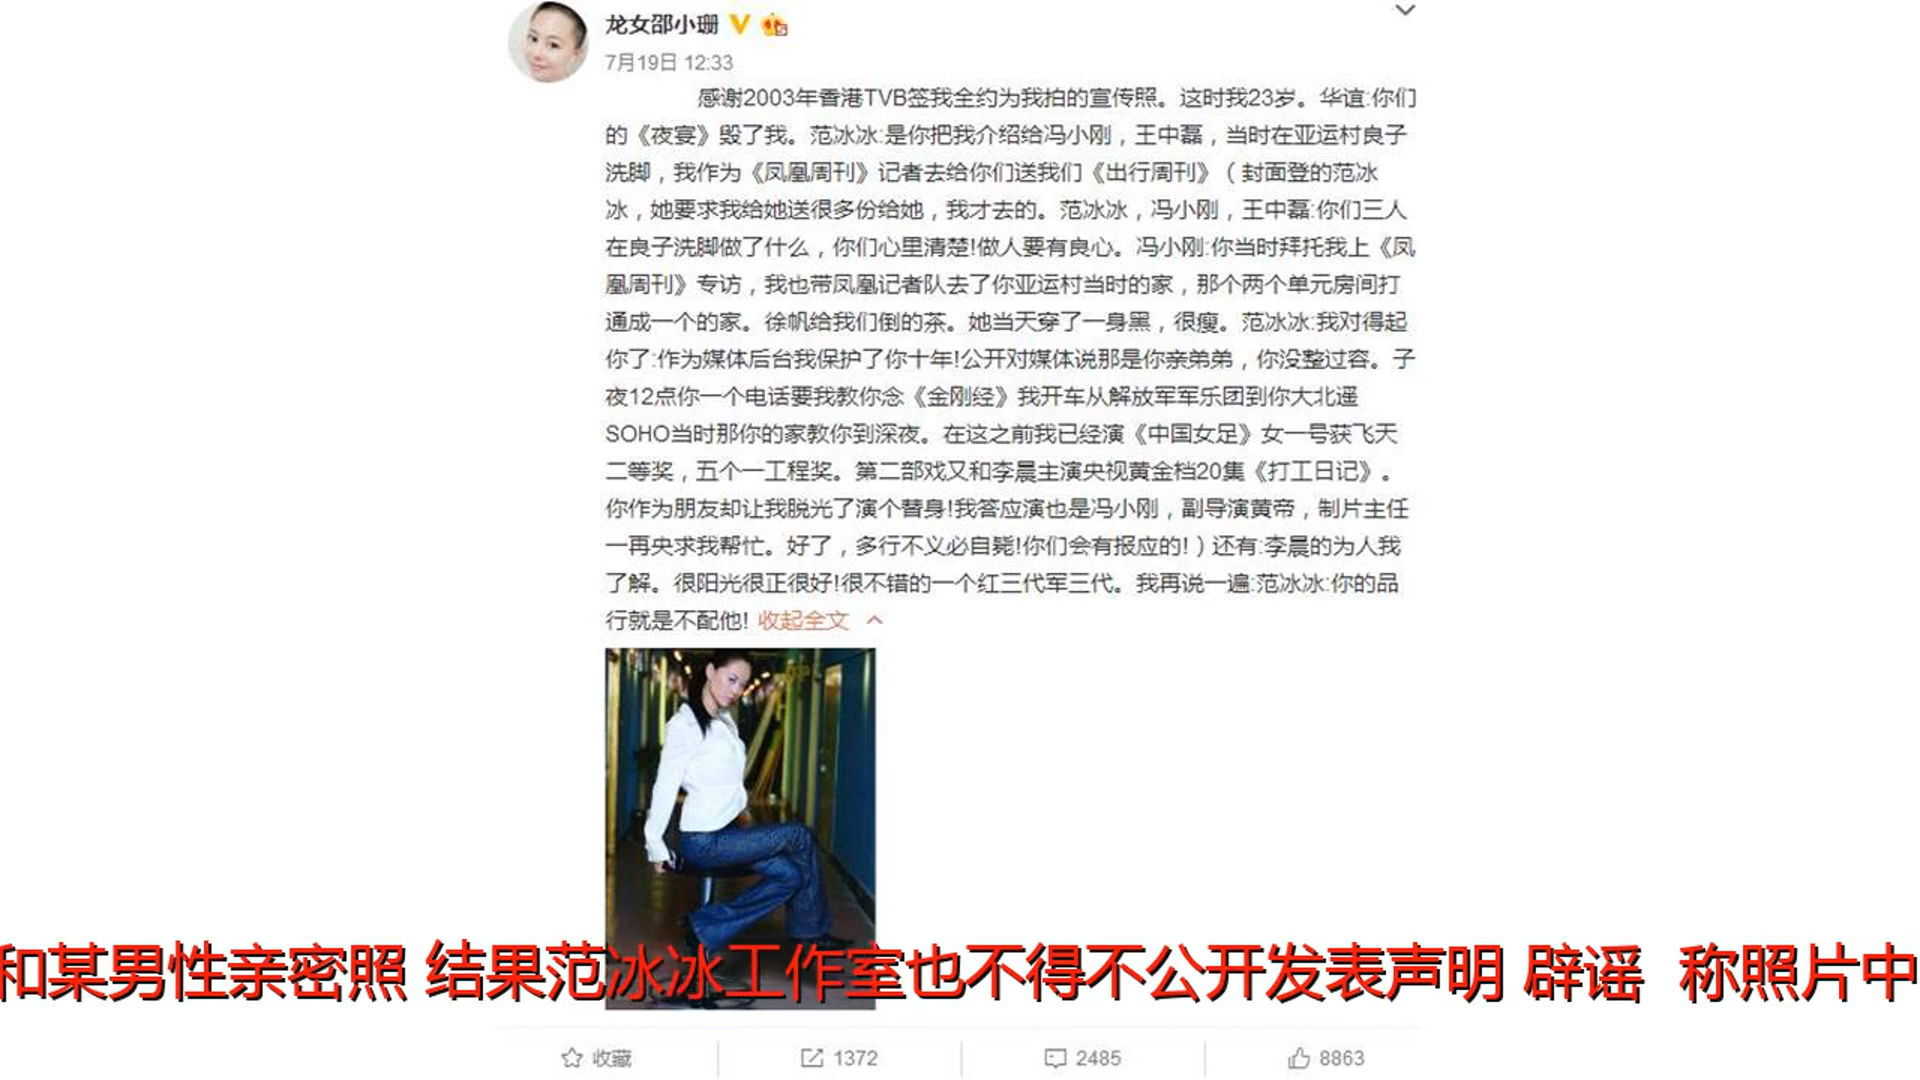 龙女邵小珊
7月19日 12:33
感谢2003年香港TVB签我全约为我拍的宣传照。这时我23岁。华谊:你们
的《夜宴》毁了我。范冰冰:是你把我介绍给冯小刚，王中磊，当时在亚运村良子
洗脚，我作为《凤凰周刊》记者去给你们送我们《出行周刊》（封面登的范冰
冰，她要求我给她送很多份给她，我才去的。范冰冰，冯小刚，王中磊:你们三人
在良子洗脚做了什么，你们心里清楚!做人要有良心。冯小刚:你当时拜托我上《凤
凰周刊》专访，我也带凤凰记者队去了你亚运村当时的家，那个两个单元房间打
通成一个的家。徐帆给我们倒的茶。她当天穿了一身黑，很瘦。范冰冰:我对得起
你了:作为媒体后台我保护了你十年!公开对媒体说那是你亲弟弟，你没整过容。子
夜12点你一个电话要我教你念《金刚经》我开车从解放军军乐团到你大北遥
SOHO当时那你的家教你到深夜。在这之前我已经演《中国女足》女一号获飞天
二等奖，五个一工程奖。第二部戏又和李晨主演央视黄金档20集《打工日记》。
你作为朋友却让我脱光了演个替身!我答应演也是冯小刚，副导演黄帝，制片主任
一再央求我帮忙。好了，多行不义必自毙!你们会有报应的!）还有:李晨的为人我
了解。很阳光很正很好!很不错的一个红三代军三代。我再说一遍:范冰冰:你的品
行就是不配他! 收起全文
和某男性亲密照 结果范冰冰工作室也不得不公开发表声明 辟谣 称照片中
收藏 1372 2485 8863